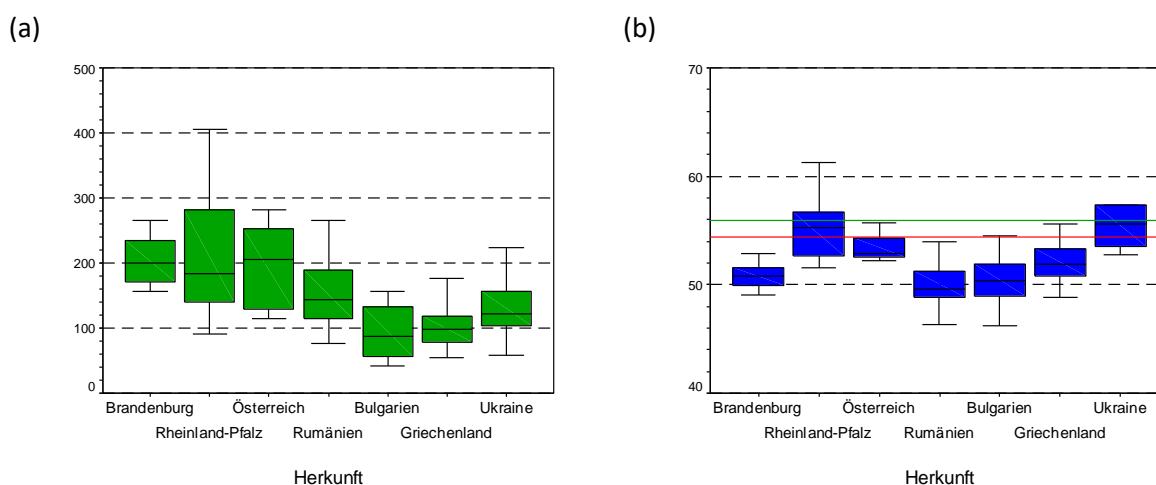 (a)
500
400
300
200
100
0
Brandenburg Österreich Bulgarien Ukraine
Rheinland-Pfalz Rumänien Griechenland
Herkunft
(b)
70
60
50
40
Brandenburg Österreich Bulgarien Ukraine
Rheinland-Pfalz Rumänien Griechenland
Herkunft